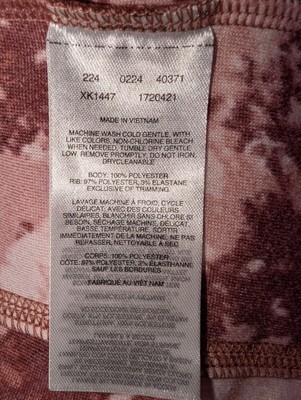 224 0224 40371
XK1447 1720421
MADE IN VIETNAM
MACHINE WASH COLD GENTLE, WITH
LIKE COLORS, NON-CHLORINE BLEACH
WHEN NEEDED, TUMBLE DRY GENTLE
LOW. REMOVE PROMPTLY, DO NOT IRON,
DRYCLEANABLE
BODY: 100% POLYESTER
RIB: 97% POLYESTER, 3% ELASTANE
EXCLUSIVE OF TRIMMING
LAVAGE MACHINE À FROID, CYCLE
DÉLICAT, AVEC DES COULEURS
SIMILAIRES, BLANCHIR SANS CHLORE SI
BESOIN, SÉCHAGE MACHINE, DÉLICAT,
BASSE TEMPÉRATURE. SORTIR
IMMÉDIATEMENT DE LA MACHINE, NE PAS
REPASSER, NETTOYABLE À SEC
CORPS: 100% POLYESTER
CÔTE: 97% POLYESTER, 3% ÉLASTHANNE
SAUF LES BORDURES
FABRIQUÉ AU VIET NAM